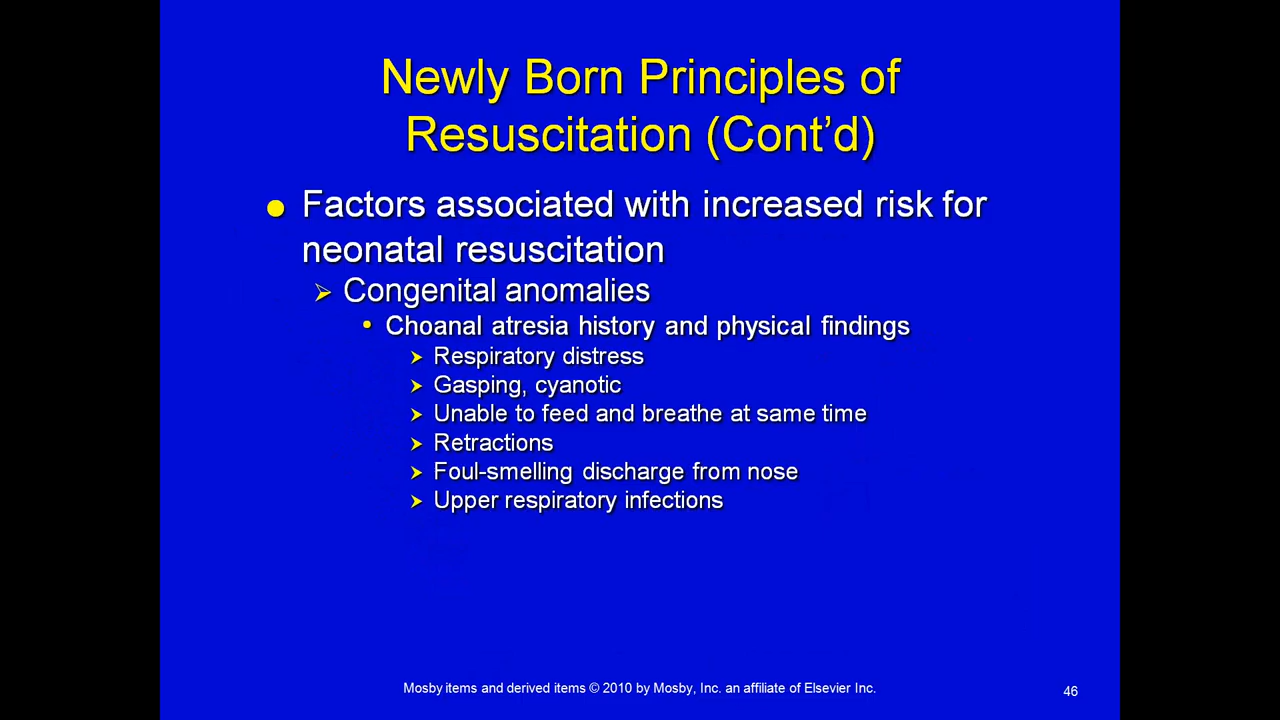 Newly Born Principles of
Resuscitation (Cont’d)
Factors associated with increased risk for
neonatal resuscitation
Congenital anomalies
Choanal atresia history and physical findings
Respiratory distress
Gasping, cyanotic
Unable to feed and breathe at same time
Retractions
Foul-smelling discharge from nose
Upper respiratory infections
Mosby items and derived items © 2010 by Mosby, Inc. an affiliate of Elsevier Inc.
46